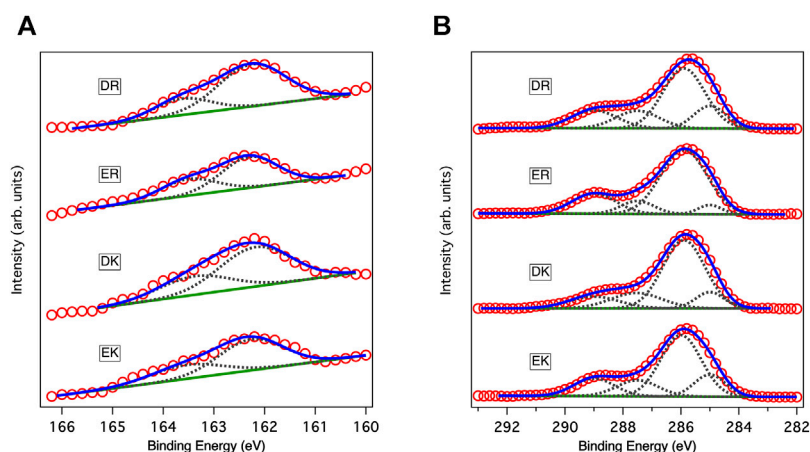 A
DR
ER
DK
EK
Intensity (arb. units)
166 165 164 163 162 161 160
Binding Energy (eV)
B
DR
ER
DK
EK
Intensity (arb. units)
292 290 288 286 284 282
Binding Energy (eV)